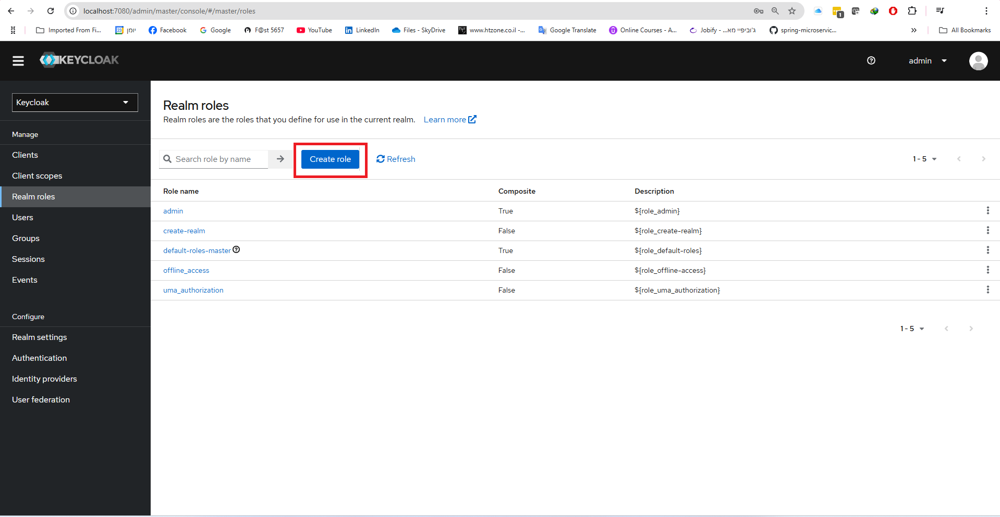 localhost:7080/admin/master/console/#/master/roles
1
Imported From Fi...
23 יומן
Facebook
Google
F@st 5657
YouTube
LinkedIn
Files - SkyDrive
www.htzone.co.il -...
Google Translate
Online Courses - A...
Jobify - ...ג'וביפיי מא
spring-microservic...
All Bookmarks
KEYCLOAK
admin
Keycloak
Manage
Clients
Client scopes
Realm roles
Users
Groups
Sessions
Events
Configure
Realm settings
Authentication
Identity providers
User federation
Realm roles
Realm roles are the roles that you define for use in the current realm. Learn more
Search role by name
Create role
Refresh
1 - 5
Role name Composite Description
admin True ${role_admin}
create-realm False ${role_create-realm}
default-roles-master True ${role_default-roles}
offline_access False ${role_offline-access}
uma_authorization False ${role_uma_authorization}
1 - 5